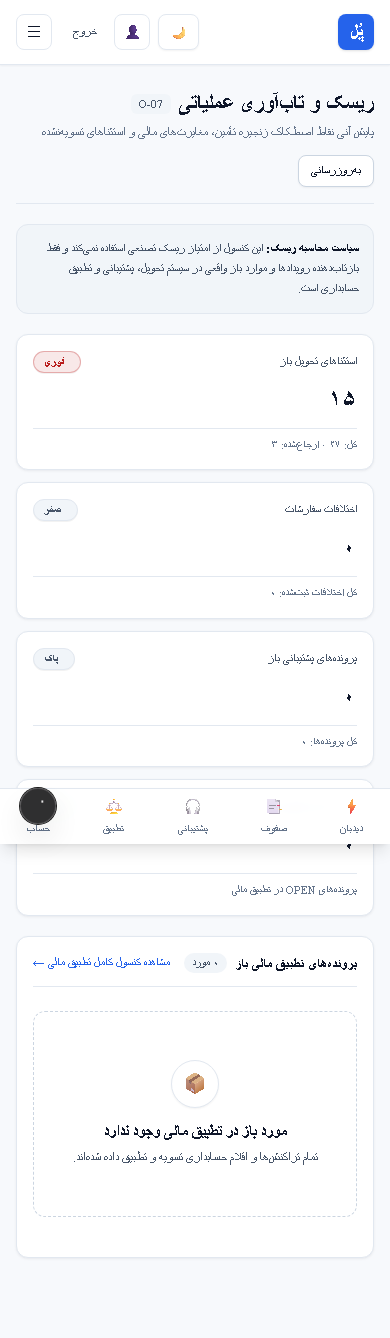 پُل
خروج
ریسک و تاب‌آوری عملیاتی
O-07
پایش آنی نقاط اصطکاک زنجیره تأمین، مغایرت‌های مالی و استثناهای تسویه‌نشده
به‌روزرسانی
سیاست محاسبه ریسک: این کنسول از امتیاز ریسک تصنعی استفاده نمی‌کند و فقط
بازتاب‌دهنده رویدادها و موارد باز واقعی در سیستم تحویل، پشتیبانی و تطبیق
حسابداری است.
استثناهای تحویل باز
فوری
۱۵
کل: ۲۷ · ارجاع‌شده: ۳
اختلافات سفارشات
صفر
۰
کل اختلافات ثبت‌شده: ۰
پرونده‌های پشتیبانی باز
پاک
۰
کل پرونده‌ها: ۰
دیدبان
صفوف
پشتیبانی
تطبیق
حساب
۰
پرونده‌های OPEN در تطبیق مالی
پرونده‌های تطبیق مالی باز
۰ مورد
مشاهده کنسول کامل تطبیق مالی ←
مورد باز در تطبیق مالی وجود ندارد
تمام تراکنش‌ها و اقلام حسابداری تسویه و تطبیق داده شده‌اند.